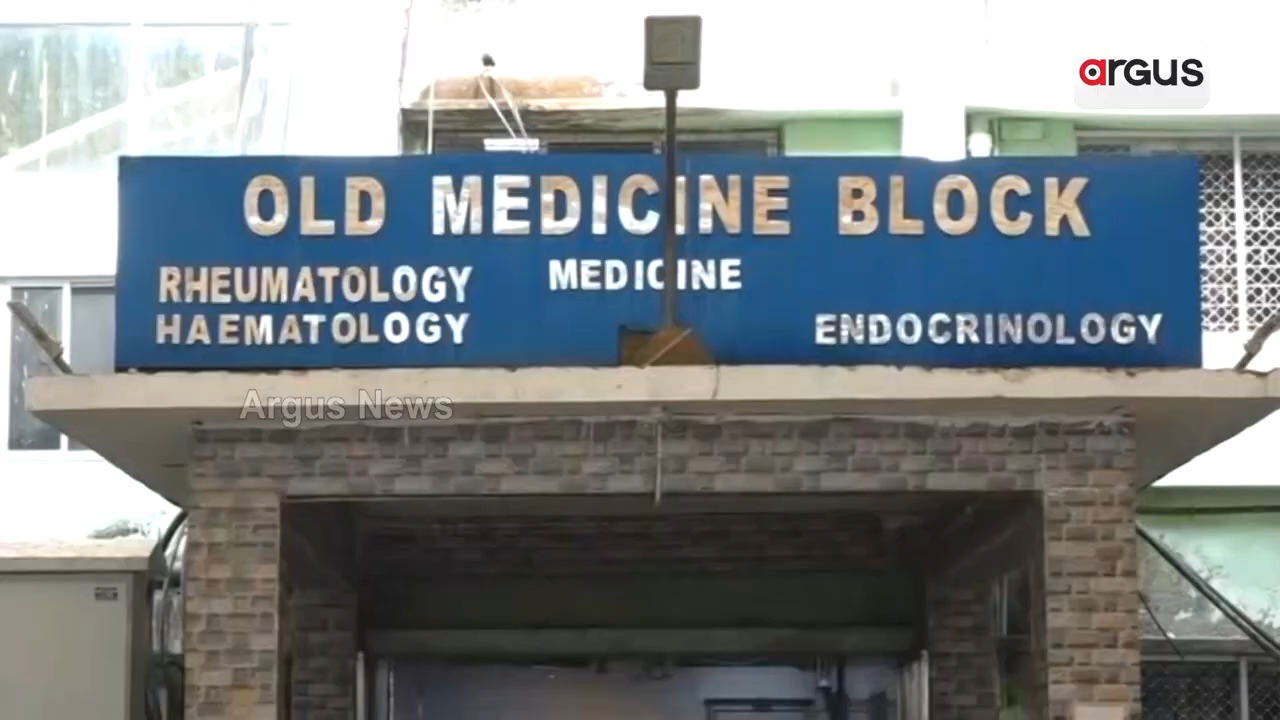 argus
OLD MEDICINE BLOCK
RHEUMATOLOGY
MEDICINE
HAEMATOLOGY
ENDOCRINOLOGY
Argus News